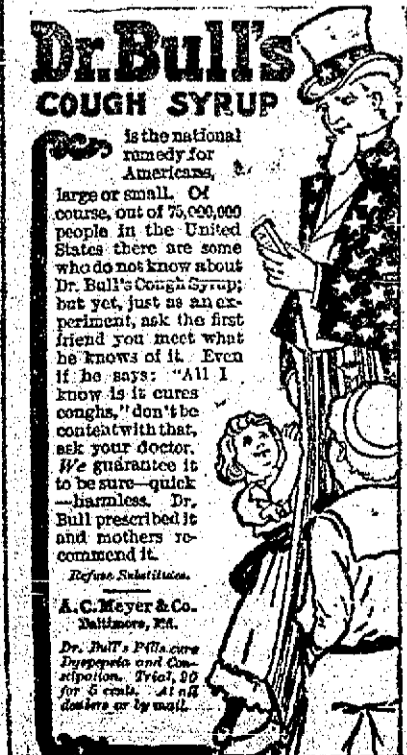 Dr. Bull's
COUGH SYRUP
is the national
remedy for
Americans,
large or small. Of
course, out of 75,000,000
people in the United
States there are some
who do not know about
Dr. Bull's Cough Syrup;
but yet, just as an ex-
periment, ask the first
friend you meet what
he knows of it. Even
if he says: "All I
know is it cures
coughs," don't be
content with that,
ask your doctor.
We guarantee it
to be sure—quick
—harmless. Dr.
Bull prescribed it
and mothers re-
commend it.
Refuse Substitutes.
A. C. Meyer & Co.
Baltimore, Md.
Dr. Bull's Pills cure
Dyspepsia and Con-
stipation. Trial, 20
for 5 cents. At all
dealers or by mail.